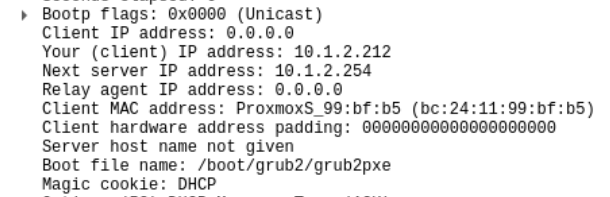 Bootp flags: 0x0000 (Unicast)
Client IP address: 0.0.0.0
Your (client) IP address: 10.1.2.212
Next server IP address: 10.1.2.254
Relay agent IP address: 0.0.0.0
Client MAC address: ProxmoxS_99:bf:b5 (bc:24:11:99:bf:b5)
Client hardware address padding: 00000000000000000000
Server host name not given
Boot file name: /boot/grub2/grub2pxe
Magic cookie: DHCP